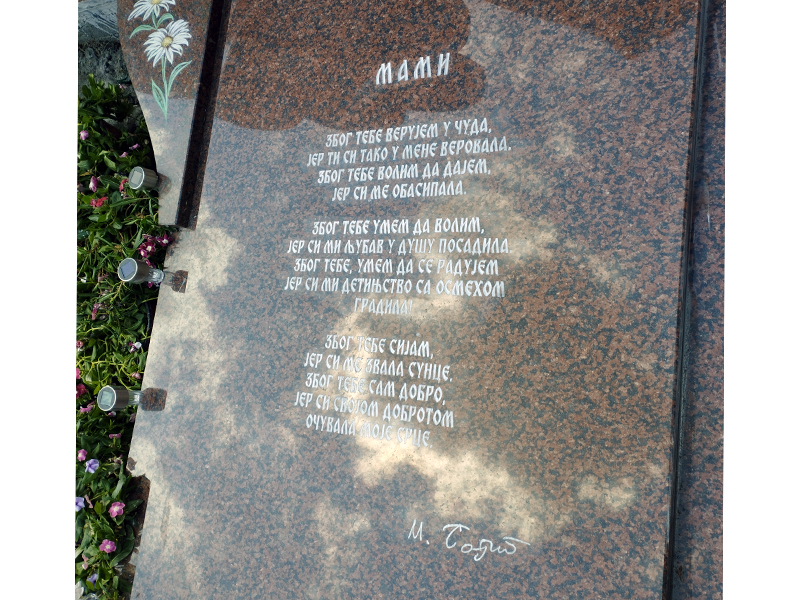 МАМИ
ЗБОГ ТЕБЕ ВЕРУЈЕМ У ЧУДА,
ЈЕР ТИ СИ ТАКО У МЕНЕ ВЕРОВАЛА.
ЗБОГ ТЕБЕ ВОЛИМ ДА ДАЈЕМ,
ЈЕР СИ МЕ ОБАСИПАЛА.
ЗБОГ ТЕБЕ УМЕМ ДА ВОЛИМ,
ЈЕР СИ МИ ЉУБАВ У ДУШУ ПОСАДИЛА.
ЗБОГ ТЕБЕ, УМЕМ ДА СЕ РАДУЈЕМ
ЈЕР СИ МИ ДЕТИЊСТВО СА ОСМЕХОМ
ГРАДИЛА!
ЗБОГ ТЕБЕ СИЈАМ,
ЈЕР СИ МЕ ЗВАЛА СУНЦЕ.
ЗБОГ ТЕБЕ САМ ДОБРО,
ЈЕР СИ СВОЈОМ ДОБРОТОМ
ОЧУВАЛА МОЈЕ СРЦЕ.
М.